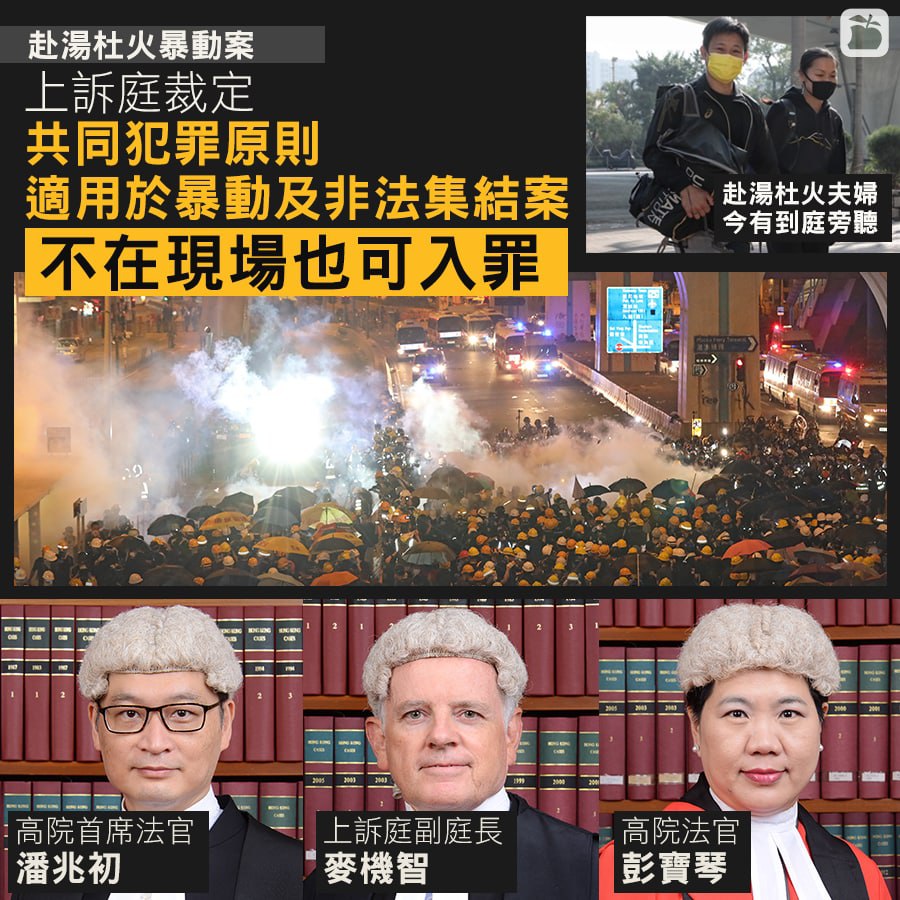 赴湯杜火暴動案
上訴庭裁定
共同犯罪原則
適用於暴動及非法集結案
不在現場也可入罪
赴湯杜火夫婦
今有到庭旁聽
高院首席法官
潘兆初
上訴庭副庭長
麥機智
高院法官
彭寶琴